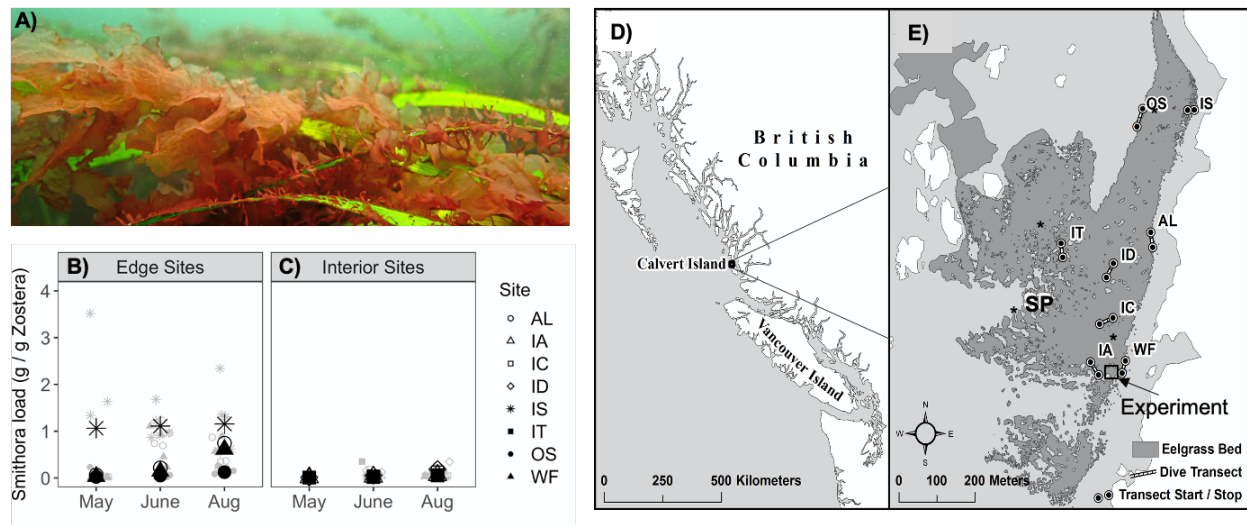 A)
B)
Edge Sites
C)
Interior Sites
Smithora load (g / g Zostera)
4
3
2
1
0
May
June
Aug
May
June
Aug
Site
AL
IA
IC
ID
IS
IT
OS
WF
D)
British
Columbia
Calvert Island
Vancouver Island
0 250 500 Kilometers
E)
OS
IS
AL
IT
ID
SP
IC
IA
WF
Experiment
N
W E
S
0 100 200 Meters
Eelgrass Bed
Dive Transect
Transect Start / Stop